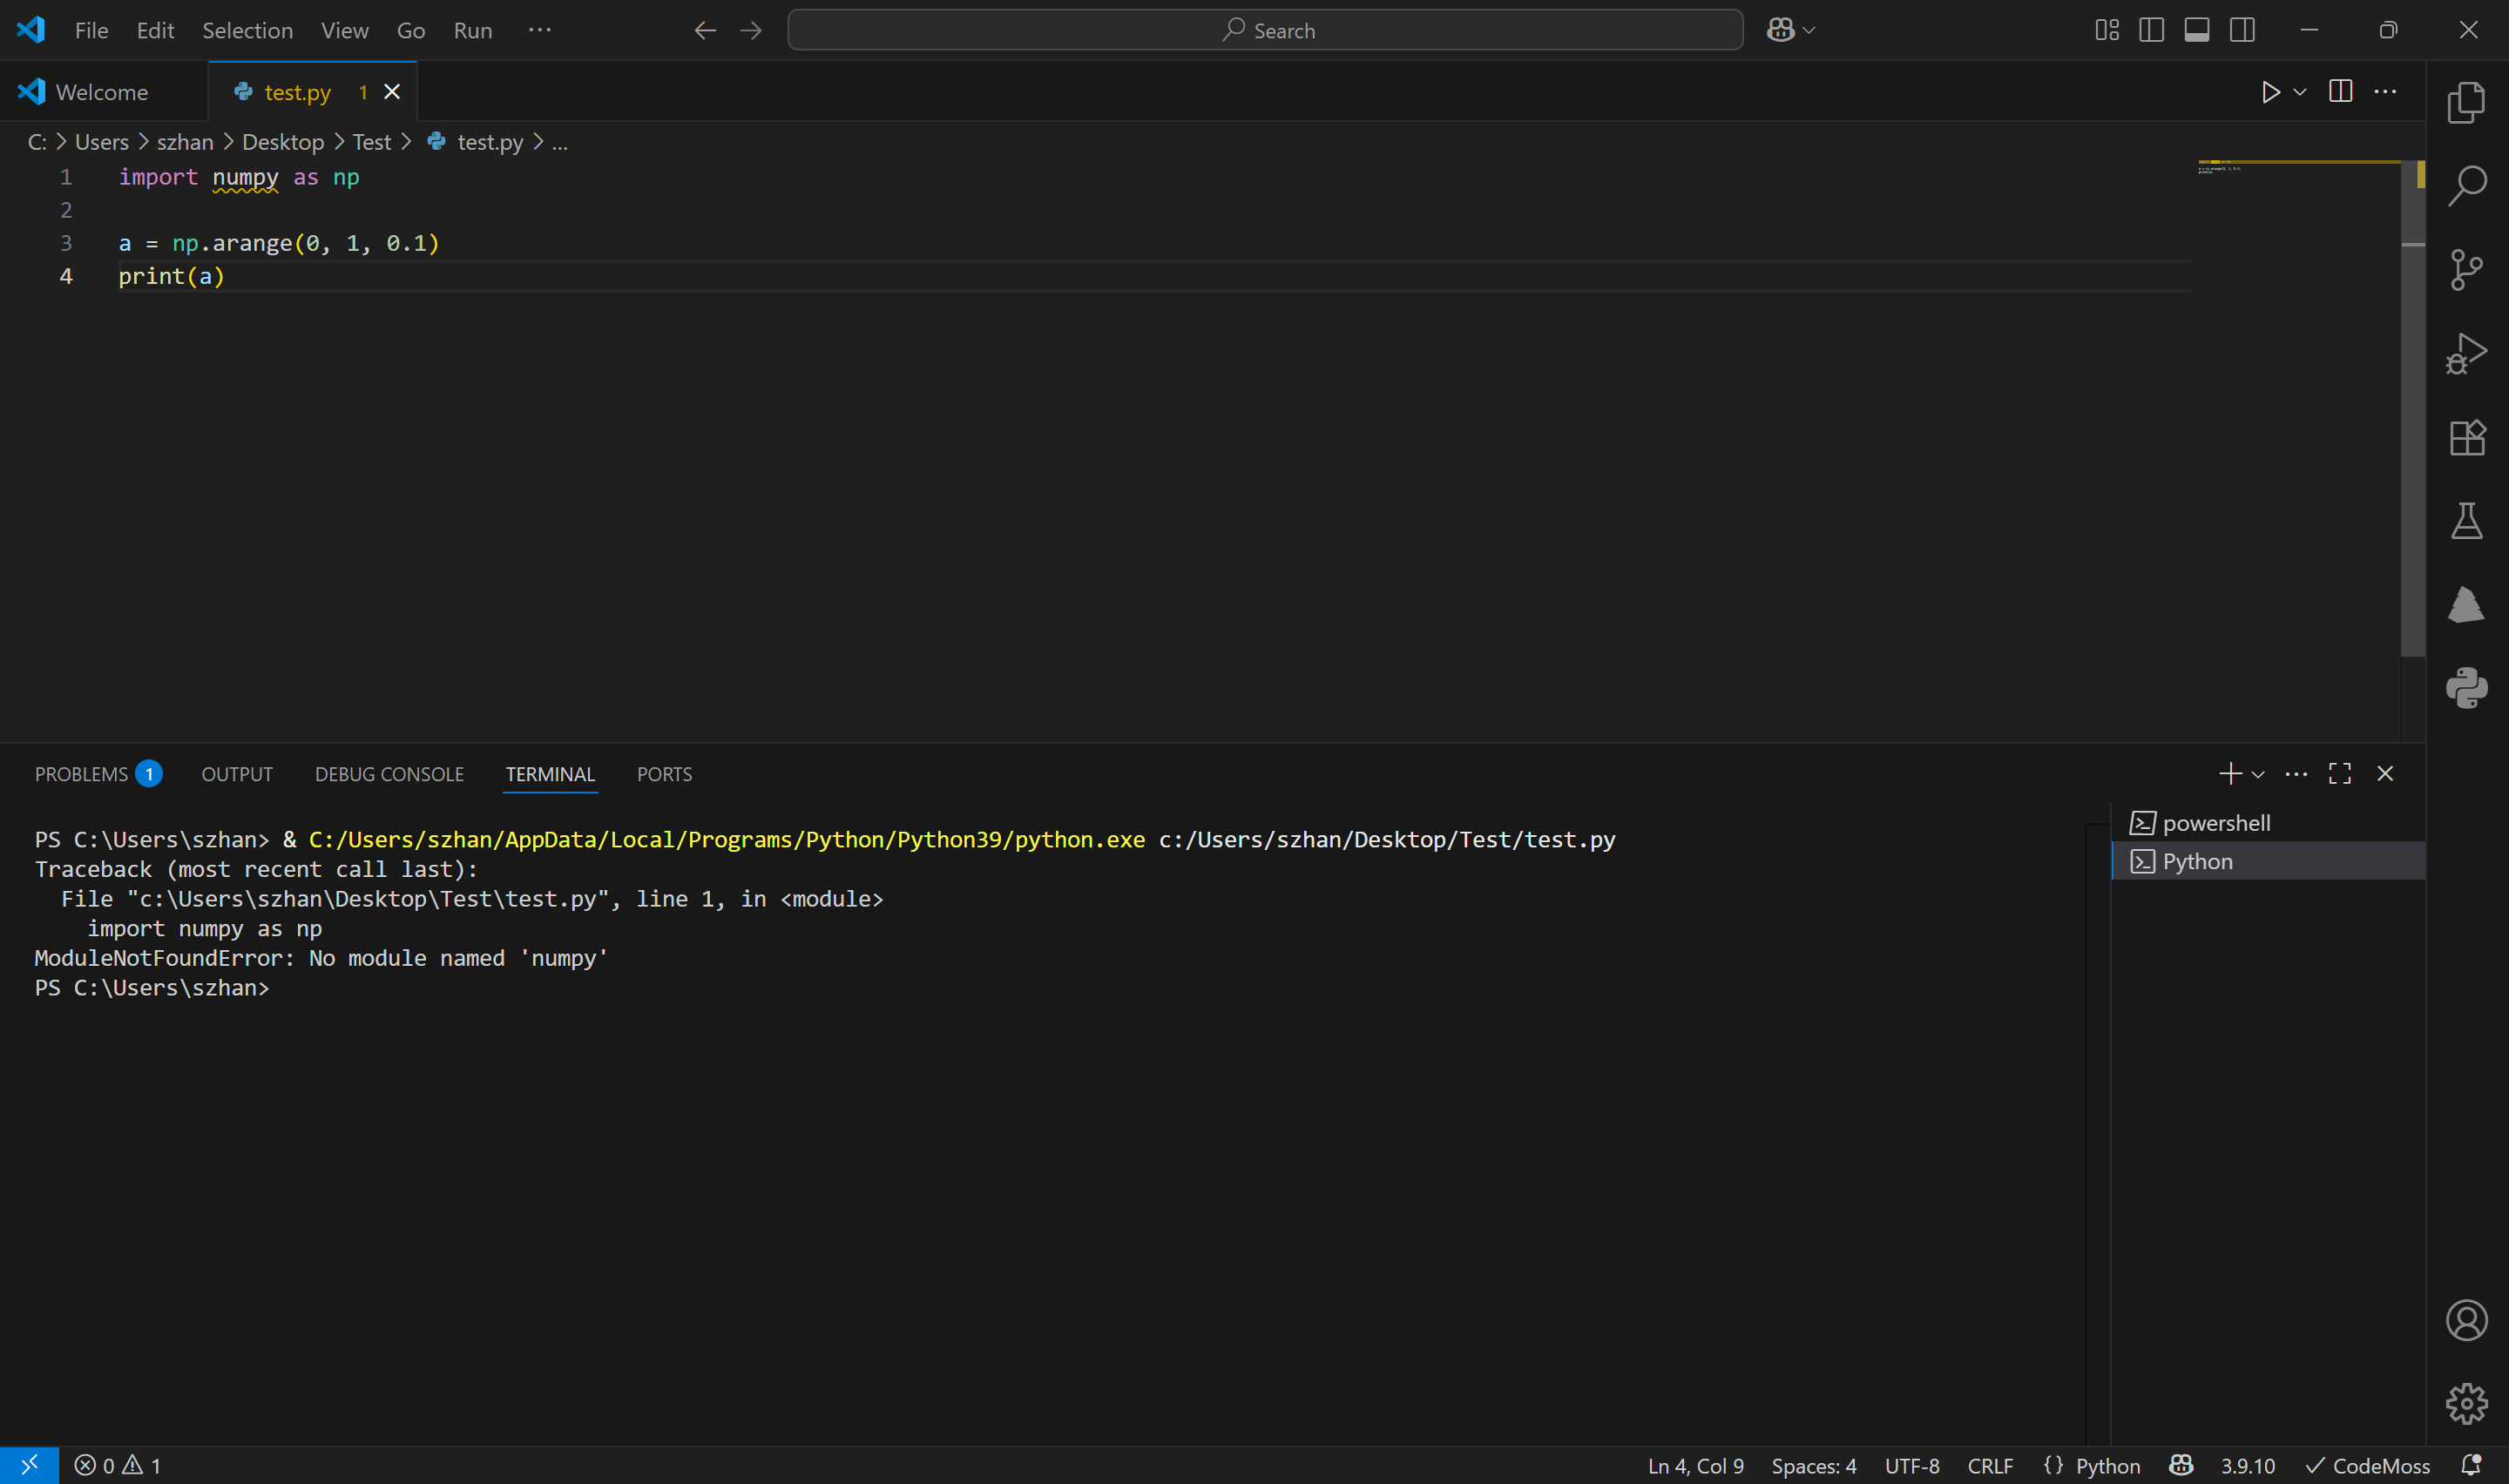 File Edit Selection View Go Run ··· Search
Welcome test.py 1
C: > Users > szhan > Desktop > Test > test.py > ...
1 import numpy as np
2
3 a = np.arange(0, 1, 0.1)
4 print(a)
PROBLEMS 1 OUTPUT DEBUG CONSOLE TERMINAL PORTS
powershell
Python
PS C:\Users\szhan> & C:/Users/szhan/AppData/Local/Programs/Python/Python39/python.exe c:/Users/szhan/Desktop/Test/test.py
Traceback (most recent call last):
  File "c:\Users\szhan\Desktop\Test\test.py", line 1, in <module>
    import numpy as np
ModuleNotFoundError: No module named 'numpy'
PS C:\Users\szhan>
0 1 Ln 4, Col 9 Spaces: 4 UTF-8 CRLF {} Python 3.9.10 CodeMoss